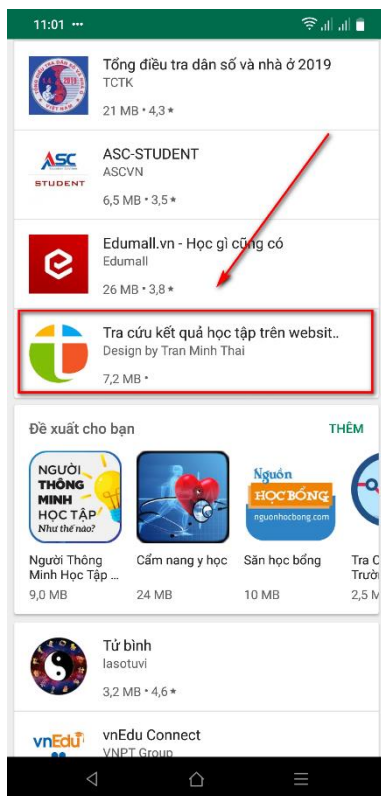 11:01 •••
Tổng điều tra dân số và nhà ở 2019
TCTK
21 MB • 4,3 ★
ASC
STUDENT
ASC-STUDENT
ASCVN
6,5 MB • 3,5 ★
Edumall.vn - Học gì cũng có
Edumall
26 MB • 3,8 ★
Tra cứu kết quả học tập trên websit..
Design by Tran Minh Thai
7,2 MB •
Đề xuất cho bạn
THÊM
NGƯỜI
THÔNG
MINH
HỌC TẬP
Như thế nào?
Nguồn
HỌC BỔNG
nguonhocbong.com
Người Thông
Minh Học Tập ...
9,0 MB
Cẩm nang y học
24 MB
Săn học bổng
10 MB
Tra C
Trườ
2,5 M
Tử bình
lasotuvi
3,2 MB • 4,6 ★
vnEdu
vnEdu Connect
VNPT Group